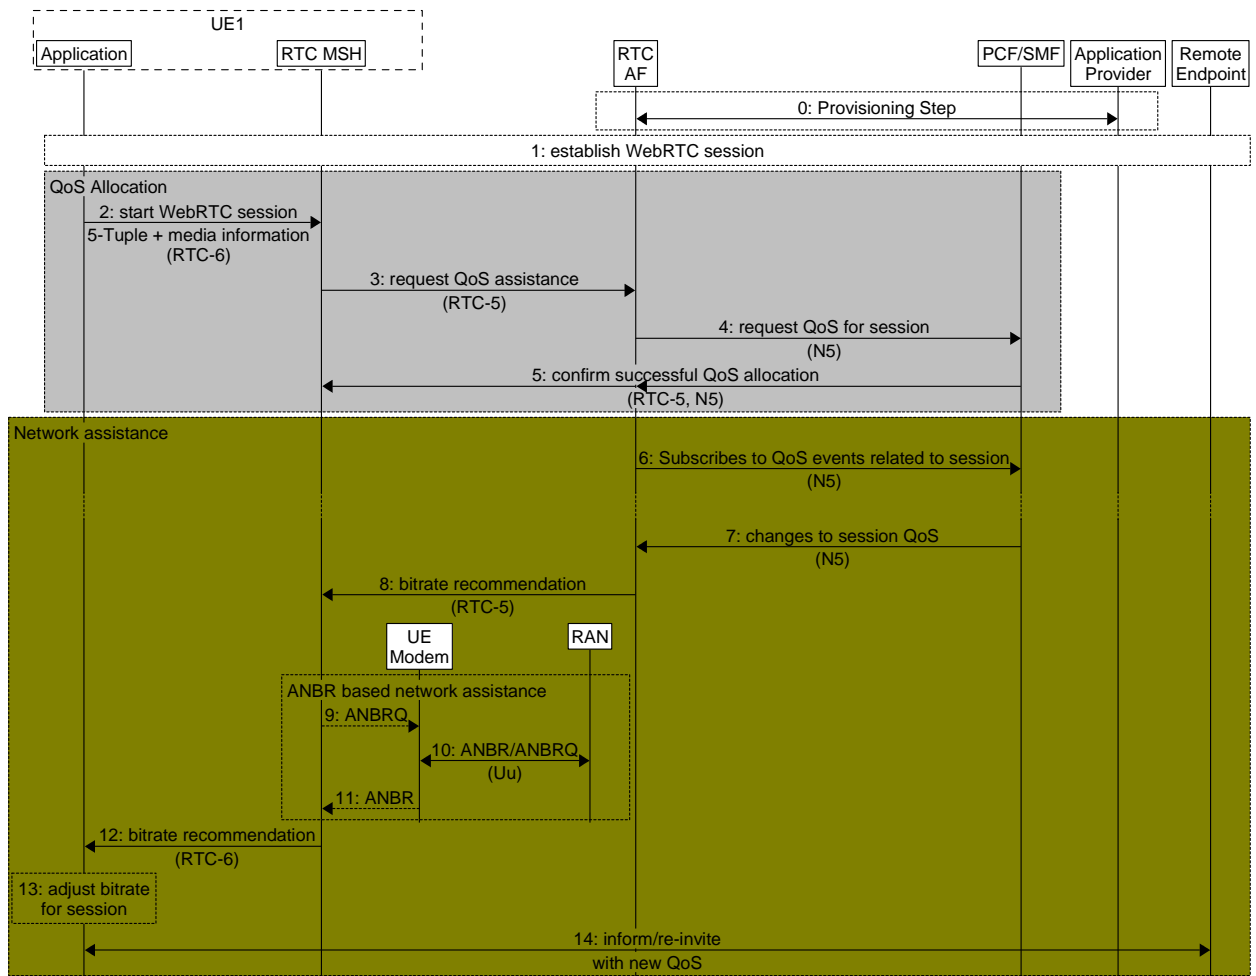 UE1
Application
RTC MSH
RTC
AF
PCF/SMF
Application
Provider
Remote
Endpoint
0: Provisioning Step
1: establish WebRTC session
QoS Allocation
2: start WebRTC session
5-Tuple + media information
(RTC-6)
3: request QoS assistance
(RTC-5)
4: request QoS for session
(N5)
5: confirm successful QoS allocation
(RTC-5, N5)
Network assistance
6: Subscribes to QoS events related to session
(N5)
7: changes to session QoS
(N5)
8: bitrate recommendation
(RTC-5)
UE
Modem
RAN
ANBR based network assistance
9: ANBRQ
10: ANBR/ANBRQ
(Uu)
11: ANBR
12: bitrate recommendation
(RTC-6)
13: adjust bitrate
for session
14: inform/re-invite
with new QoS